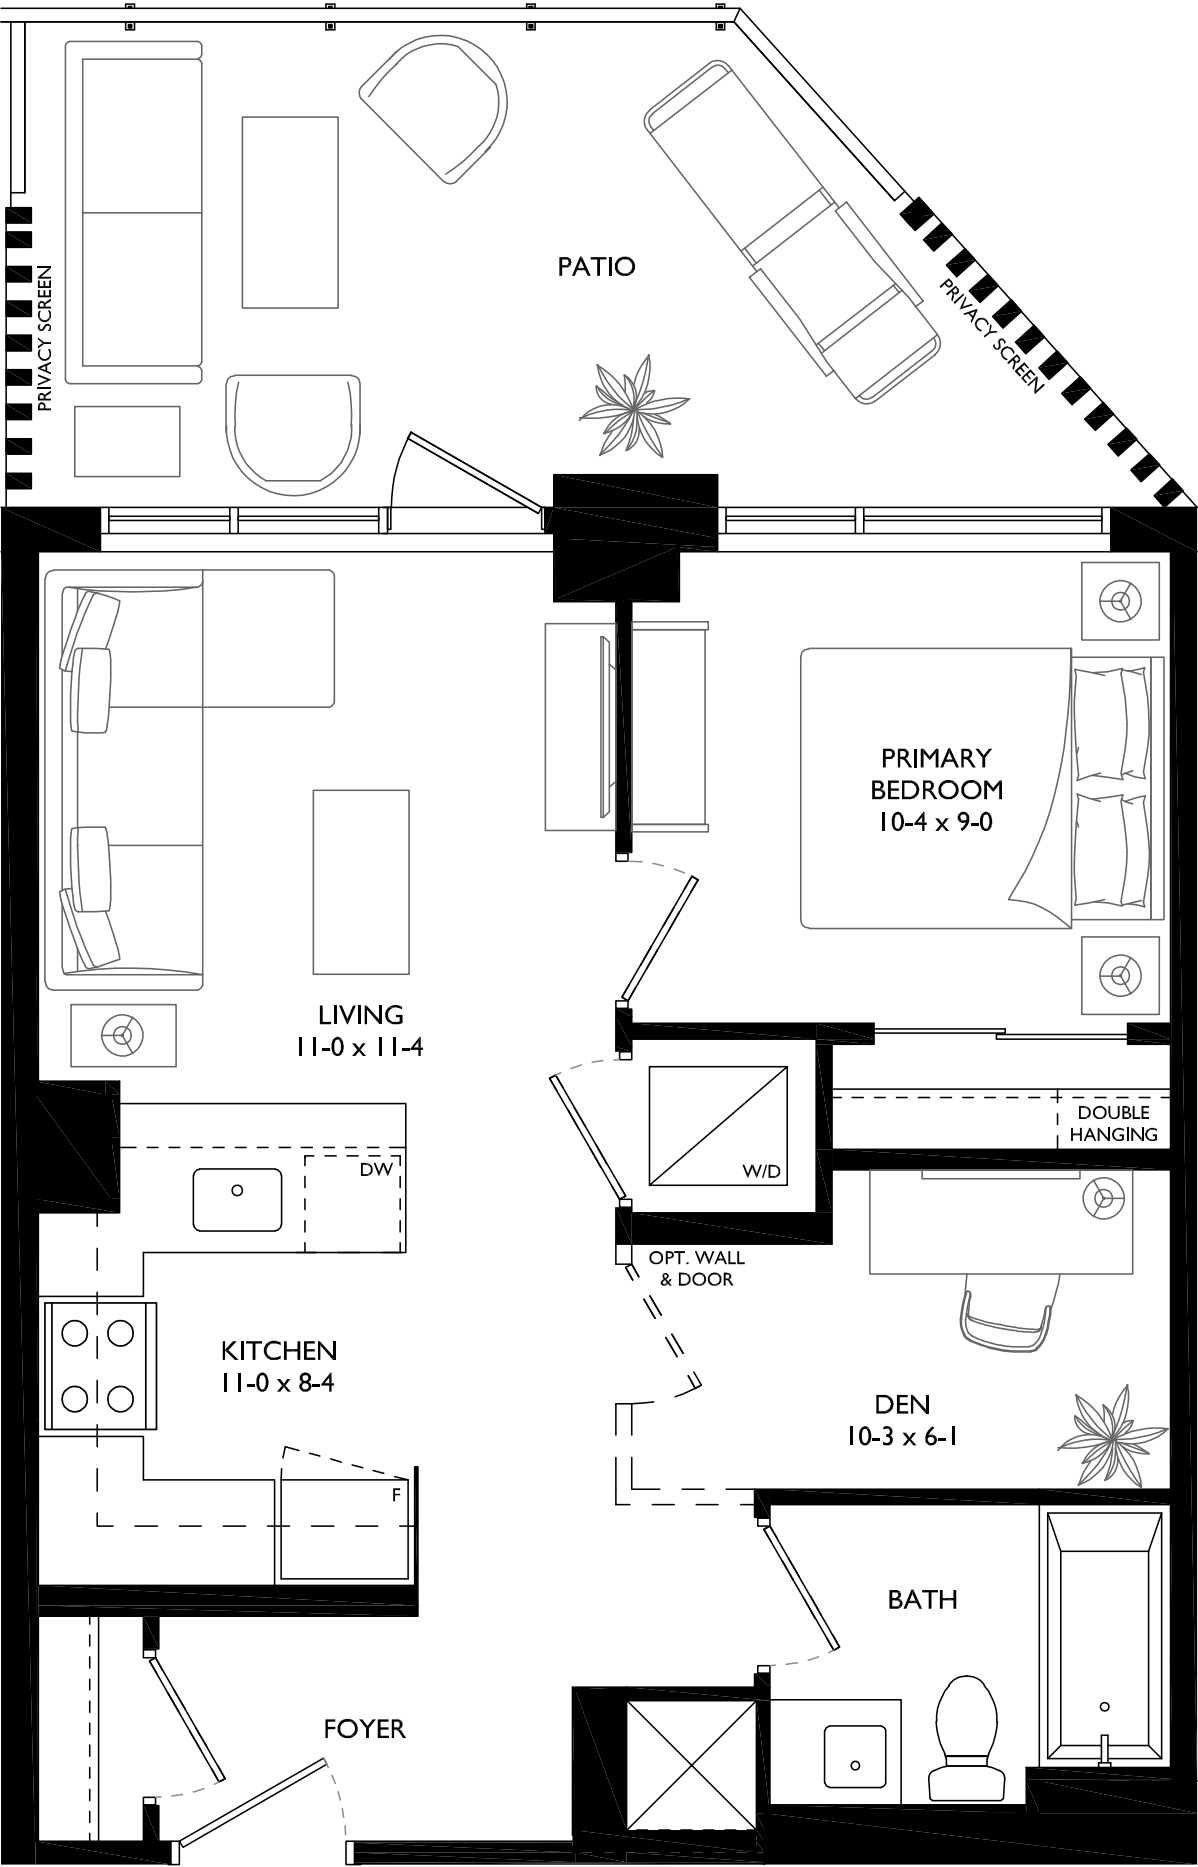 PATIO
PRIVACY SCREEN
PRIVACY SCREEN
PRIMARY
BEDROOM
10-4 x 9-0
LIVING
11-0 x 11-4
DOUBLE
HANGING
DW
W/D
OPT. WALL
& DOOR
KITCHEN
11-0 x 8-4
DEN
10-3 x 6-1
F
BATH
FOYER